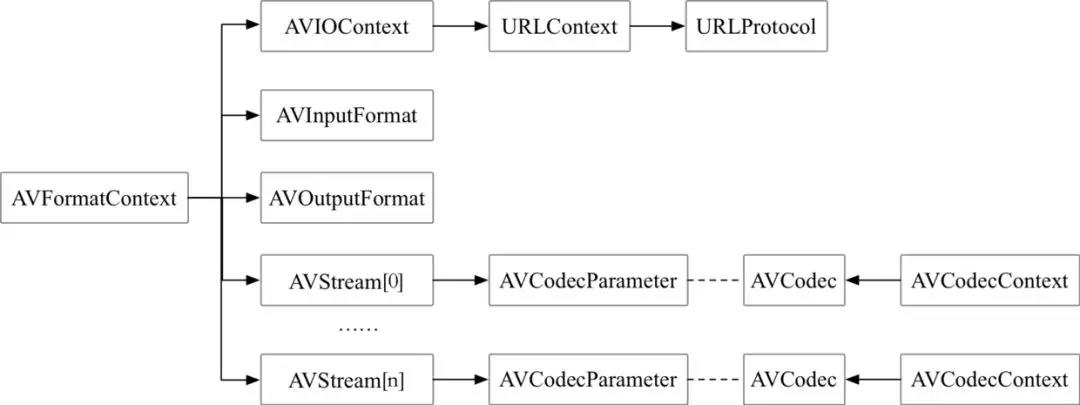 AVIOContext URLContext URLProtocol
AVInputFormat
AVFormatContext
AVOutputFormat
AVStream[0] AVCodecParameter AVCodec AVCodecContext
……
AVStream[n] AVCodecParameter AVCodec AVCodecContext